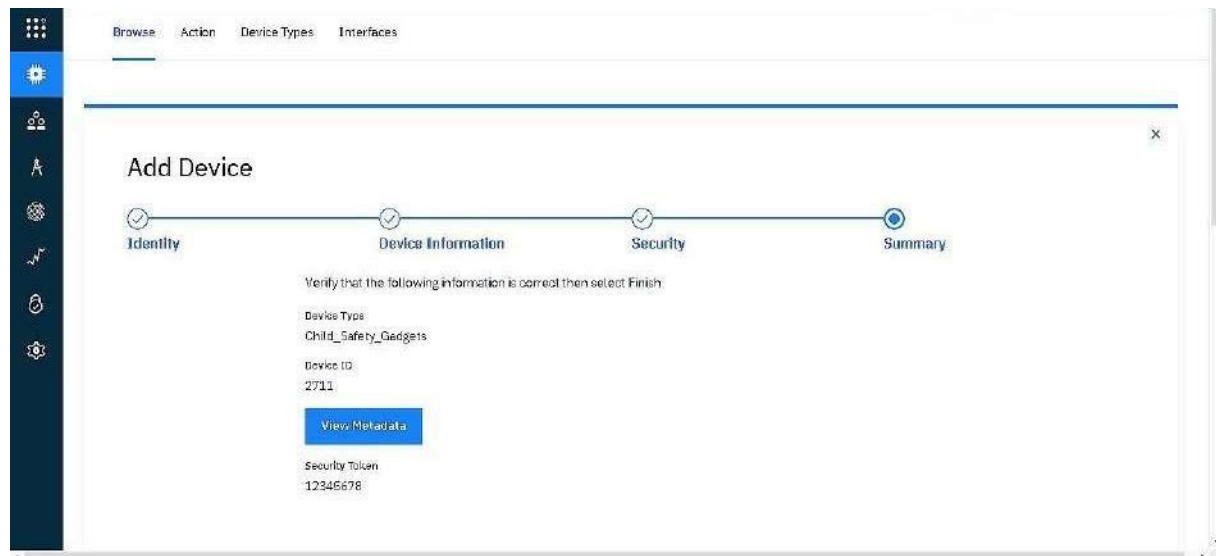 Browse Action Device Types Interfaces
Add Device
Identity Device Information Security Summary
Verify that the following information is correct then select Finish
Device Type
Child_Safety_Gadgets
Device ID
2711
View Metadata
Security Token
12345678